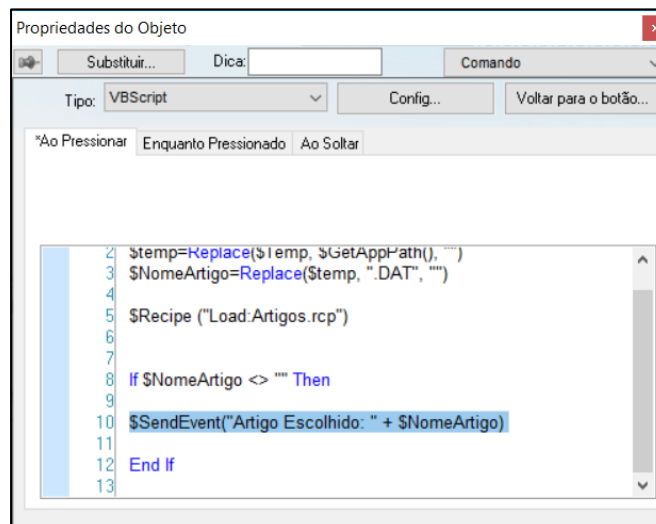 Propriedades do Objeto
Substituir... Dica: Comando
Tipo: VBScript Config... Voltar para o botão...
*Ao Pressionar Enquanto Pressionado Ao Soltar
2 $temp=Replace($Temp, $GetAppPath(), "")
3 $NomeArtigo=Replace($temp, ".DAT", "")
4
5 $Recipe ("Load:Artigos.rcp")
6
7
8 If $NomeArtigo <> "" Then
9
10 $SendEvent("Artigo Escolhido: " + $NomeArtigo)
11
12 End If
13